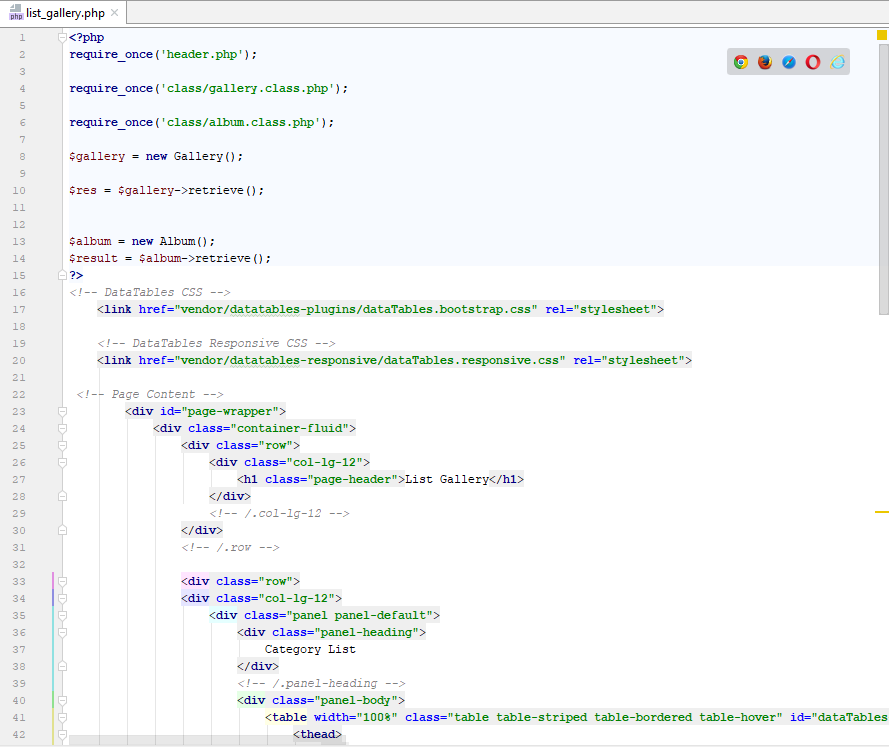 list_gallery.php
php
1 <?php
2 require_once('header.php');
3
4 require_once('class/gallery.class.php');
5
6 require_once('class/album.class.php');
7
8 $gallery = new Gallery();
9
10 $res = $gallery->retrieve();
11
12
13 $album = new Album();
14 $result = $album->retrieve();
15 ?>
16 <!-- DataTables CSS -->
17 <link href="vendor/datatables-plugins/dataTables.bootstrap.css" rel="stylesheet">
18
19 <!-- DataTables Responsive CSS -->
20 <link href="vendor/datatables-responsive/dataTables.responsive.css" rel="stylesheet">
21
22 <!-- Page Content -->
23 <div id="page-wrapper">
24 <div class="container-fluid">
25 <div class="row">
26 <div class="col-lg-12">
27 <h1 class="page-header">List Gallery</h1>
28 </div>
29 <!-- /.col-lg-12 -->
30 </div>
31 <!-- /.row -->
32
33 <div class="row">
34 <div class="col-lg-12">
35 <div class="panel panel-default">
36 <div class="panel-heading">
37 Category List
38 </div>
39 <!-- /.panel-heading -->
40 <div class="panel-body">
41 <table width="100%" class="table table-striped table-bordered table-hover" id="dataTables
42 <thead>